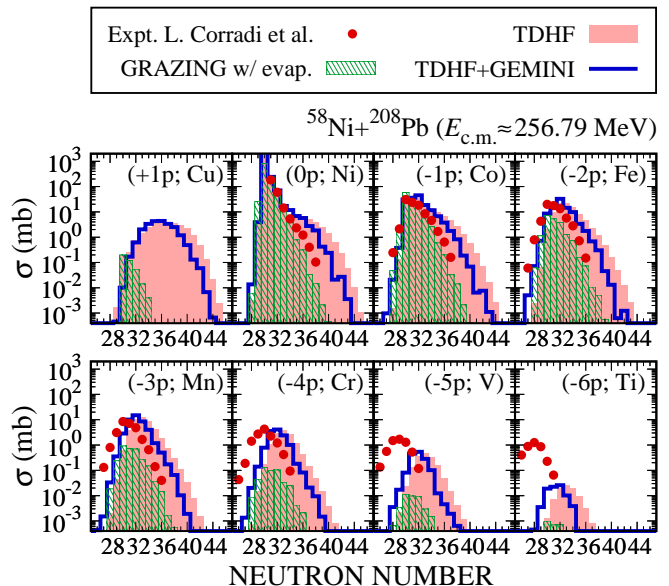 Expt. L. Corradi et al.
TDHF
GRAZING w/ evap.
TDHF+GEMINI
⁵⁸Ni+²⁰⁸Pb (E_c.m.≈256.79 MeV)
σ (mb)
10³
10²
10¹
10⁰
10⁻¹
10⁻²
10⁻³
(+1p; Cu)
(0p; Ni)
(-1p; Co)
(-2p; Fe)
2832364044
2832364044
2832364044
2832364044
σ (mb)
10³
10²
10¹
10⁰
10⁻¹
10⁻²
10⁻³
(-3p; Mn)
(-4p; Cr)
(-5p; V)
(-6p; Ti)
2832364044
2832364044
2832364044
2832364044
NEUTRON NUMBER